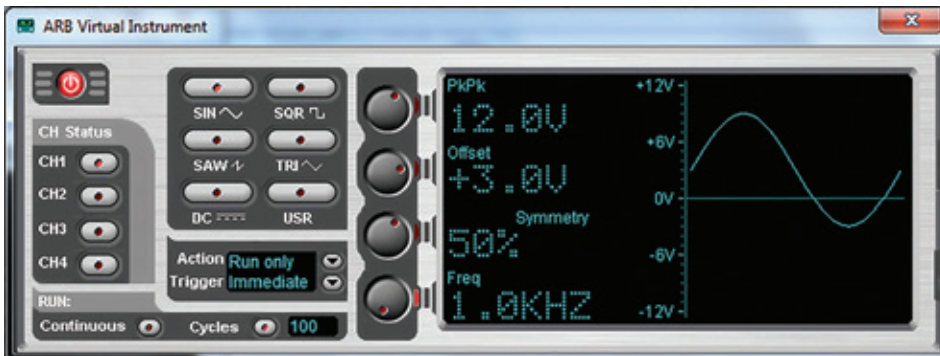 ARB Virtual Instrument
CH Status
CH1
CH2
CH3
CH4
RUN:
Continuous
Cycles 100
SIN SQR
SAW TRI
DC USR
Action Run only
Trigger Immediate
PkPk
12.0V
Offset
+3.0V
Symmetry
50%
Freq
1.0KHZ
+12V
+6V
0V
-6V
-12V